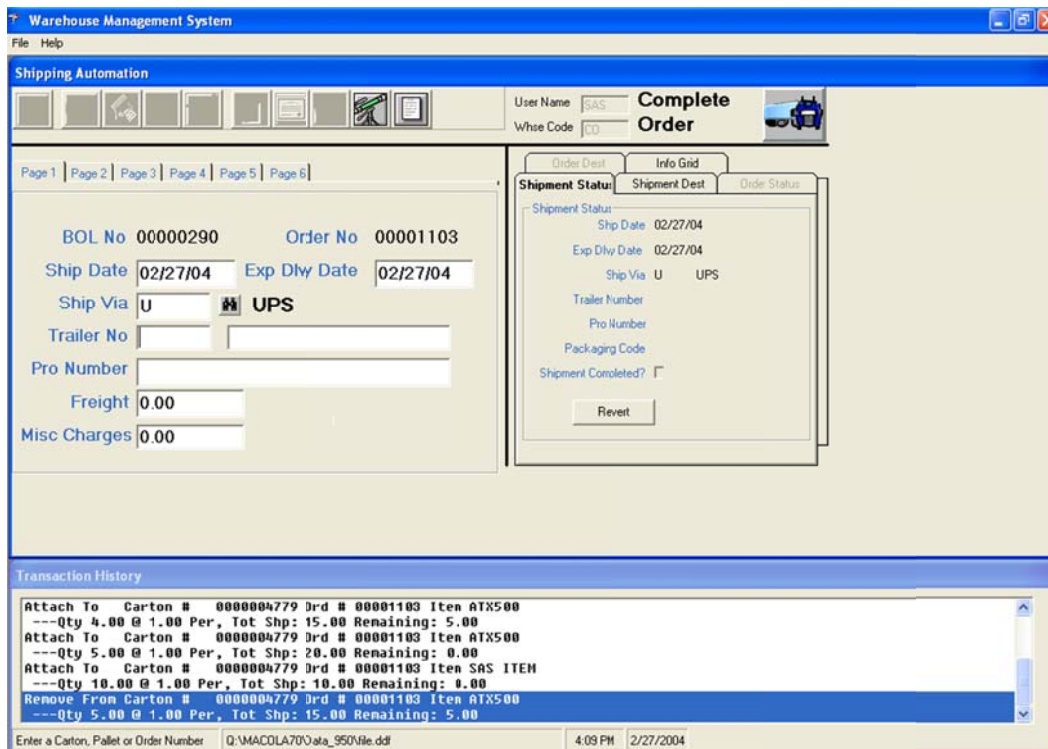 Warehouse Management System
File Help
Shipping Automation
User Name SAS
Whse Code CO
Complete
Order
Page 1 Page 2 Page 3 Page 4 Page 5 Page 6
Order Dest Info Grid
Shipment Status Shipment Dest Order Status
BOL No 00000290 Order No 00001103
Ship Date 02/27/04 Exp Dlvy Date 02/27/04
Ship Via U UPS
Trailer No
Pro Number
Freight 0.00
Misc Charges 0.00
Shipment Status
Shp Date 02/27/04
Exp Dlvy Date 02/27/04
Ship Via U UPS
Trailer Number
Pro Number
Packaging Code
Shipment Completed?
Revert
Transaction History
Attach To Carton # 0000004779 Ord # 00001103 Item ATX500
---Qty 4.00 @ 1.00 Per, Tot Shp: 15.00 Remaining: 5.00
Attach To Carton # 0000004779 Ord # 00001103 Item ATX500
---Qty 5.00 @ 1.00 Per, Tot Shp: 20.00 Remaining: 0.00
Attach To Carton # 0000004779 Ord # 00001103 Item SAS ITEM
---Qty 10.00 @ 1.00 Per, Tot Shp: 10.00 Remaining: 0.00
Remove From Carton # 0000004779 Ord # 00001103 Item ATX500
---Qty 5.00 @ 1.00 Per, Tot Shp: 15.00 Remaining: 5.00
Enter a Carton, Pallet or Order Number Q:\MACOLA70\Data_950\file.ddf 4:09 PM 2/27/2004